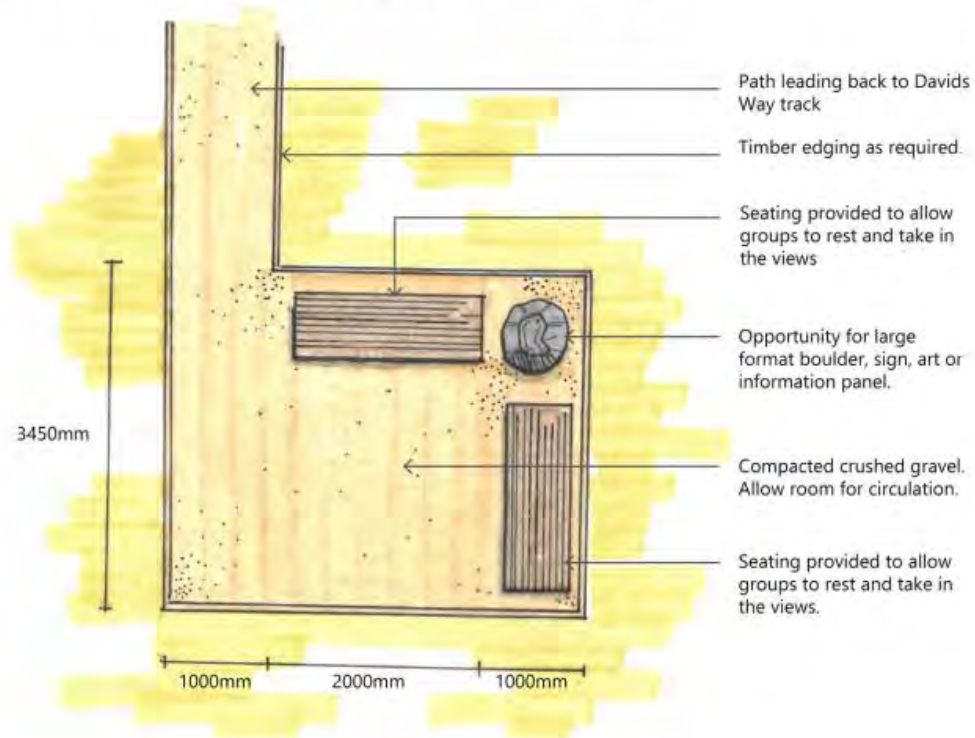 Path leading back to Davids
Way track
Timber edging as required.
Seating provided to allow
groups to rest and take in
the views
Opportunity for large
format boulder, sign, art or
information panel.
3450mm
Compacted crushed gravel.
Allow room for circulation.
Seating provided to allow
groups to rest and take in
the views.
1000mm
2000mm
1000mm